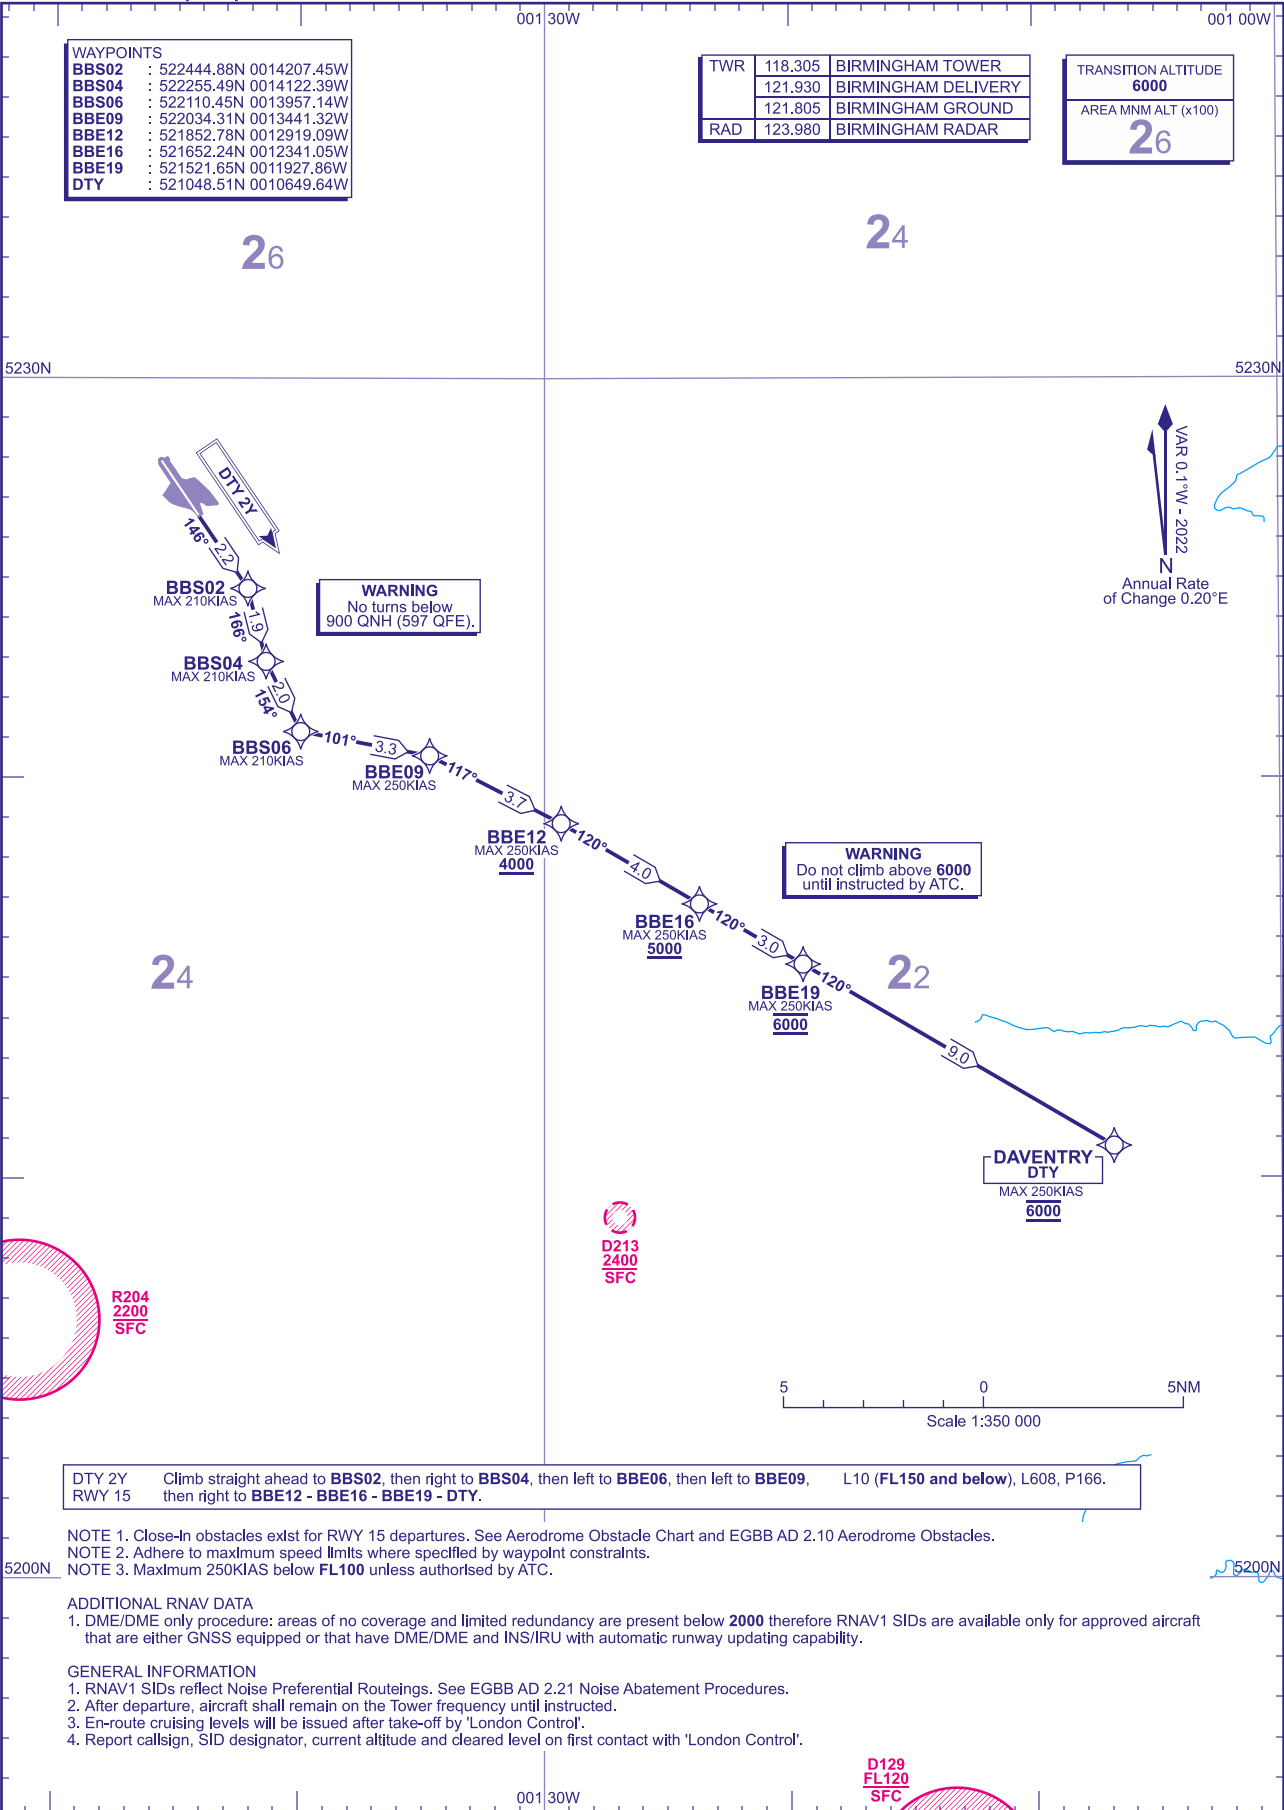 001 30W
001 00W
WAYPOINTS
BBS02 : 522444.88N 0014207.45W
BBS04 : 522255.49N 0014122.39W
BBS06 : 522110.45N 0013957.14W
BBE09 : 522034.31N 0013441.32W
BBE12 : 521852.78N 0012919.09W
BBE16 : 521652.24N 0012341.05W
BBE19 : 521521.65N 0011927.86W
DTY : 521048.51N 0010649.64W
TWR 118.305 BIRMINGHAM TOWER
121.930 BIRMINGHAM DELIVERY
121.805 BIRMINGHAM GROUND
RAD 123.980 BIRMINGHAM RADAR
TRANSITION ALTITUDE
6000
AREA MNM ALT (x100)
26
26
24
5230N
5230N
DTY 2Y
VAR 0.1°W - 2022
N
Annual Rate
of Change 0.20°E
146°
2.2
BBS02
MAX 210KIAS
WARNING
No turns below
900 QNH (597 QFE).
166°
1.9
BBS04
MAX 210KIAS
154°
2.0
BBS06
MAX 210KIAS
101°
3.3
BBE09
MAX 250KIAS
117°
3.7
BBE12
MAX 250KIAS
4000
120°
4.0
WARNING
Do not climb above 6000
until instructed by ATC.
BBE16
MAX 250KIAS
5000
120°
3.0
BBE19
MAX 250KIAS
6000
120°
9.0
24
22
DAVENTRY
DTY
MAX 250KIAS
6000
D213
2400
SFC
R204
2200
SFC
5 0 5NM
Scale 1:350 000
DTY 2Y Climb straight ahead to BBS02, then right to BBS04, then left to BBE06, then left to BBE09, L10 (FL150 and below), L608, P166.
RWY 15 then right to BBE12 - BBE16 - BBE19 - DTY.
NOTE 1. Close-in obstacles exist for RWY 15 departures. See Aerodrome Obstacle Chart and EGBB AD 2.10 Aerodrome Obstacles.
NOTE 2. Adhere to maximum speed limits where specified by waypoint constraints.
NOTE 3. Maximum 250KIAS below FL100 unless authorised by ATC.
5200N
5200N
ADDITIONAL RNAV DATA
1. DME/DME only procedure: areas of no coverage and limited redundancy are present below 2000 therefore RNAV1 SIDs are available only for approved aircraft
that are either GNSS equipped or that have DME/DME and INS/IRU with automatic runway updating capability.
GENERAL INFORMATION
1. RNAV1 SIDs reflect Noise Preferential Routeings. See EGBB AD 2.21 Noise Abatement Procedures.
2. After departure, aircraft shall remain on the Tower frequency until instructed.
3. En-route cruising levels will be issued after take-off by 'London Control'.
4. Report callsign, SID designator, current altitude and cleared level on first contact with 'London Control'.
D129
FL120
SFC
001 30W